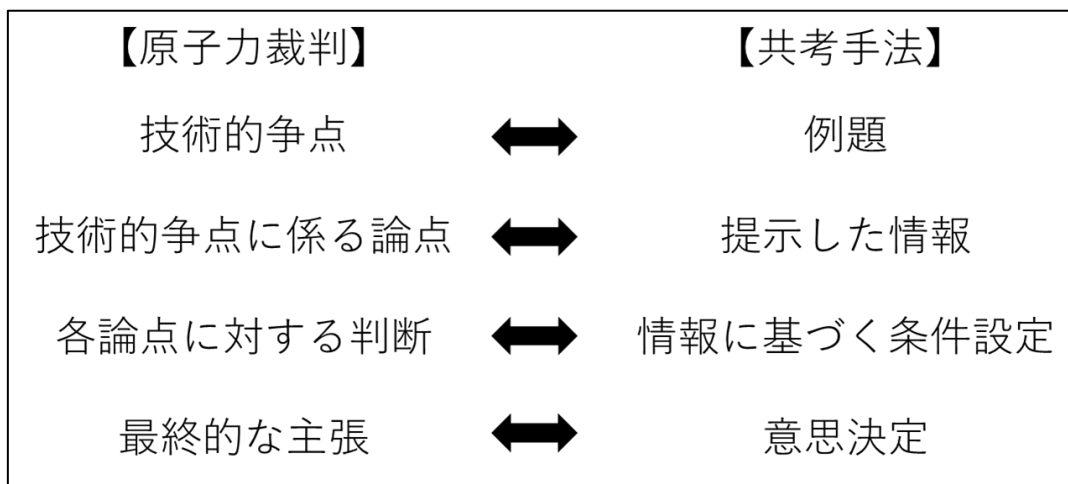 【原子力裁判】 【共考手法】
技術的争点 ⬌ 例題
技術的争点に係る論点 ⬌ 提示した情報
各論点に対する判断 ⬌ 情報に基づく条件設定
最終的な主張 ⬌ 意思決定